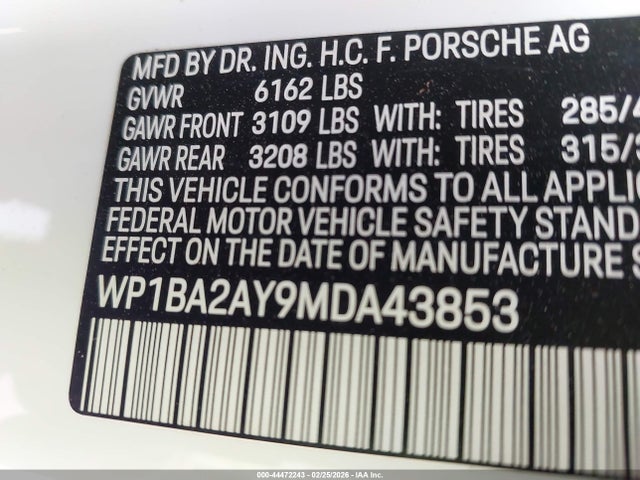 MFD BY DR. ING. H.C. F. PORSCHE AG
GVWR 6162 LBS
GAWR FRONT 3109 LBS WITH: TIRES 285/
GAWR REAR 3208 LBS WITH: TIRES 315/3
THIS VEHICLE CONFORMS TO ALL APPLIC
FEDERAL MOTOR VEHICLE SAFETY STAND
EFFECT ON THE DATE OF MANUFACTURE S
WP1BA2AY9MDA43853
000-44472243 - 02/25/2026 - IAA Inc.